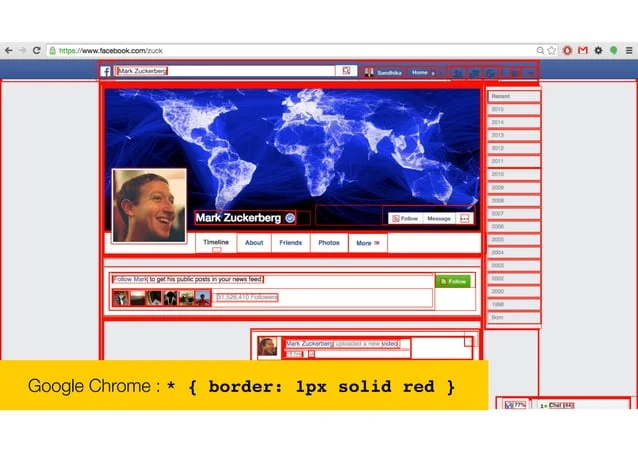 https://www.facebook.com/zuck
f Mark Zuckerberg Sandhika Home
Recent
2015
2014
2013
2012
2011
2010
2009
2008
2007
2006
2005
2004
2003
2002
2000
1998
Born
Mark Zuckerberg
Follow Message
Timeline About Friends Photos More
Follow Mark to get his public posts in your news feed.
Follow
31,526,410 Followers
Mark Zuckerberg uploaded a new video.
Google Chrome : * { border: 1px solid red }
77%
Chat (44)